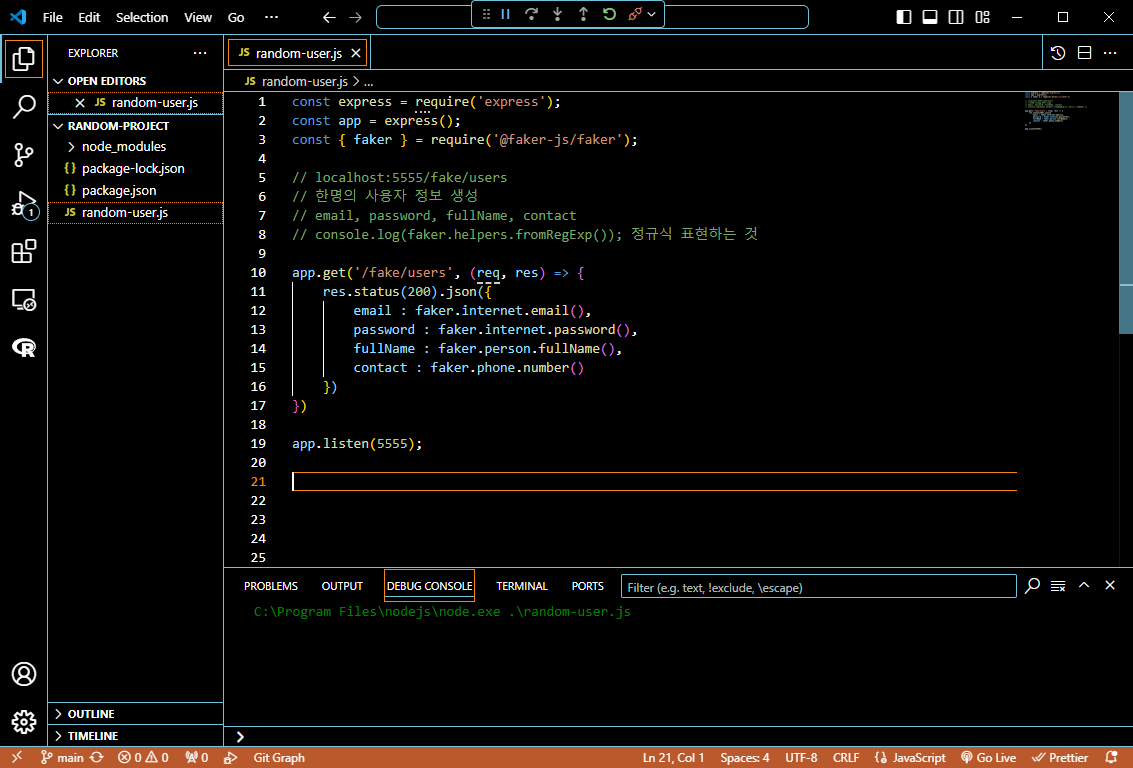 File Edit Selection View Go ...
EXPLORER
OPEN EDITORS
JS random-user.js
RANDOM-PROJECT
node_modules
{} package-lock.json
{} package.json
JS random-user.js
OUTLINE
TIMELINE
1
JS random-user.js
JS random-user.js > ...
1 const express = require('express');
2 const app = express();
3 const { faker } = require('@faker-js/faker');
4
5 // localhost:5555/fake/users
6 // 한명의 사용자 정보 생성
7 // email, password, fullName, contact
8 // console.log(faker.helpers.fromRegExp()); 정규식 표현하는 것
9
10 app.get('/fake/users', (req, res) => {
11 res.status(200).json({
12 email : faker.internet.email(),
13 password : faker.internet.password(),
14 fullName : faker.person.fullName(),
15 contact : faker.phone.number()
16 })
17 })
18
19 app.listen(5555);
20
21
22
23
24
25
PROBLEMS OUTPUT DEBUG CONSOLE TERMINAL PORTS Filter (e.g. text, !exclude, \escape)
C:\Program Files\nodejs\node.exe .\random-user.js
main 0 0 0 Git Graph Ln 21, Col 1 Spaces: 4 UTF-8 CRLF {} JavaScript Go Live Prettier